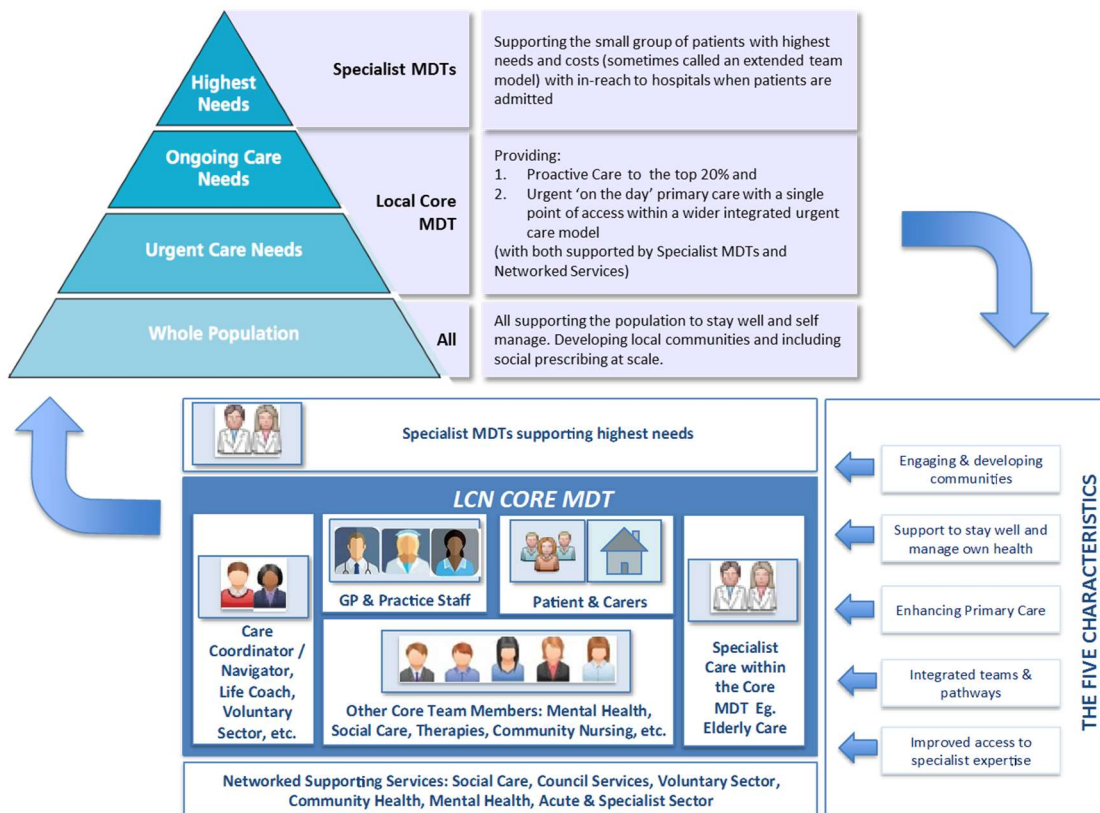 Highest
Needs
Specialist MDTs
Supporting the small group of patients with highest
needs and costs (sometimes called an extended team
model) with in-reach to hospitals when patients are
admitted
Ongoing Care
Needs
Urgent Care Needs
Local Core
MDT
Providing:
1. Proactive Care to the top 20% and
2. Urgent ‘on the day’ primary care with a single
point of access within a wider integrated urgent
care model
(with both supported by Specialist MDTs and
Networked Services)
Whole Population
All
All supporting the population to stay well and self
manage. Developing local communities and including
social prescribing at scale.
Specialist MDTs supporting highest needs
LCN CORE MDT
Care
Coordinator /
Navigator,
Life Coach,
Voluntary
Sector, etc.
GP & Practice Staff
Patient & Carers
Other Core Team Members: Mental Health,
Social Care, Therapies, Community Nursing, etc.
Specialist
Care within
the Core
MDT Eg.
Elderly Care
Networked Supporting Services: Social Care, Council Services, Voluntary Sector,
Community Health, Mental Health, Acute & Specialist Sector
Engaging & developing
communities
Support to stay well and
manage own health
Enhancing Primary Care
Integrated teams &
pathways
Improved access to
specialist expertise
THE FIVE CHARACTERISTICS